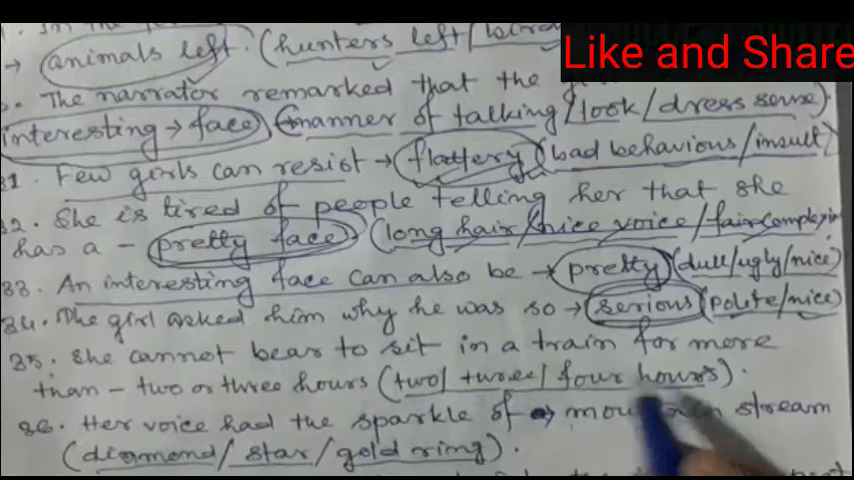 → animals left. (hunters left/
Like and Share
The narrator remarked that the
interesting → face (manner of talking/look/dress sense).
31. Few girls can resist → flattery (bad behavious/insult)
32. She is tired of people telling her that she
has a - pretty face (long hair/nice voice/fair complexion
33. An interesting face can also be → pretty (dull/ugly/nice)
34. The girl asked him why he was so → serious (polite/nice)
35. She cannot bear to sit in a train for more
than - two or three hours (two/three/four hours).
36. Her voice had the sparkle of → mountain stream
(diamond/star/gold ring).